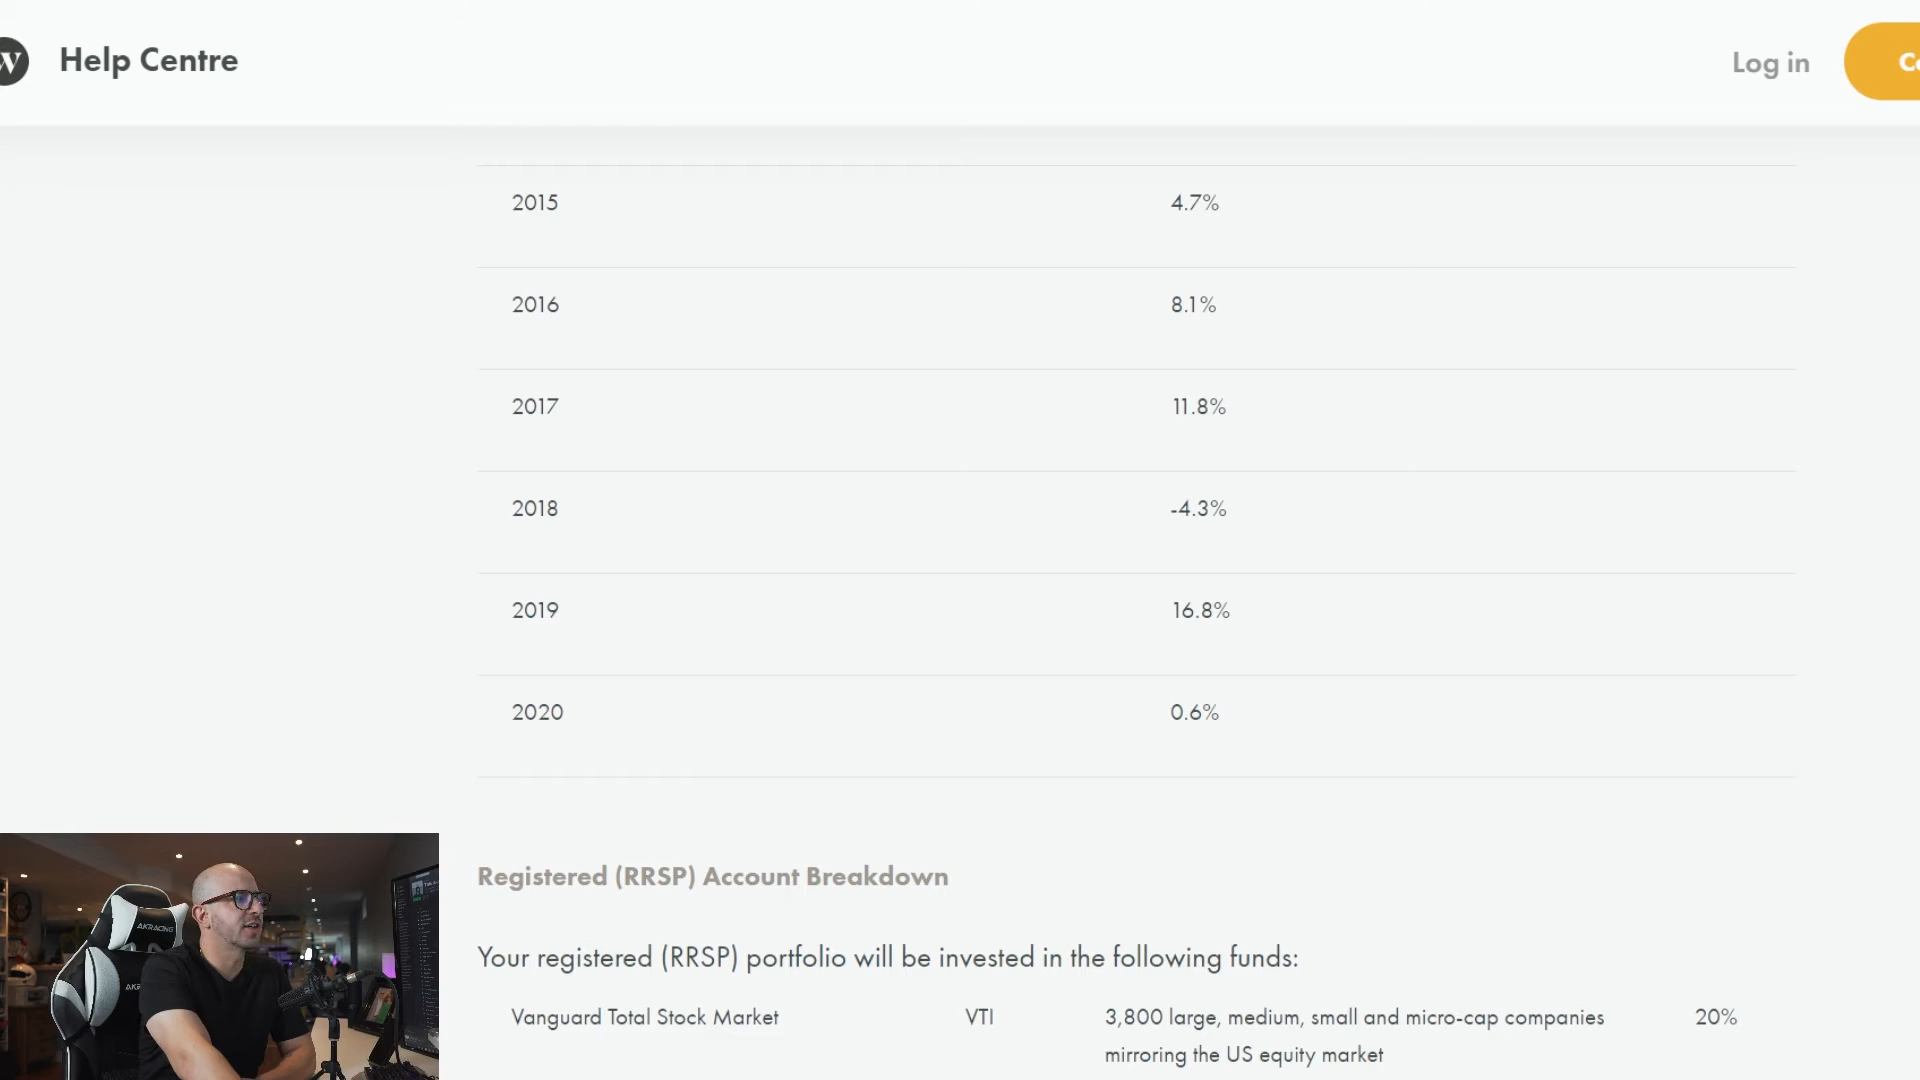 W Help Centre
Log in
2015 4.7%
2016 8.1%
2017 11.8%
2018 -4.3%
2019 16.8%
2020 0.6%
Registered (RRSP) Account Breakdown
Your registered (RRSP) portfolio will be invested in the following funds:
Vanguard Total Stock Market VTI 3,800 large, medium, small and micro-cap companies 20%
mirroring the US equity market
AKRACING